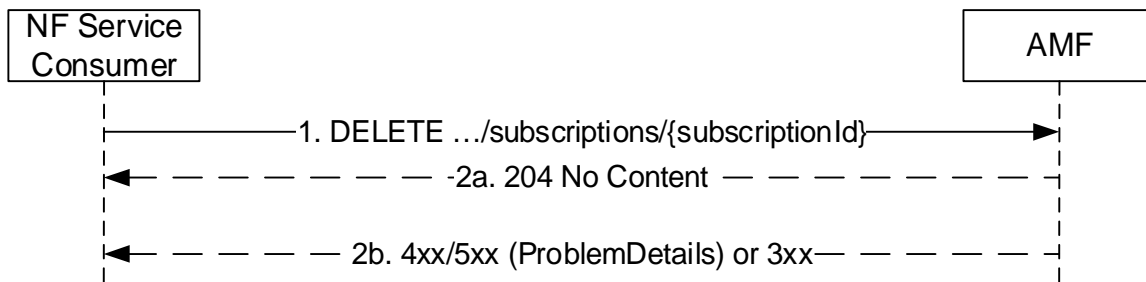 NF Service
Consumer
AMF
1. DELETE …/subscriptions/{subscriptionId}
2a. 204 No Content
2b. 4xx/5xx (ProblemDetails) or 3xx